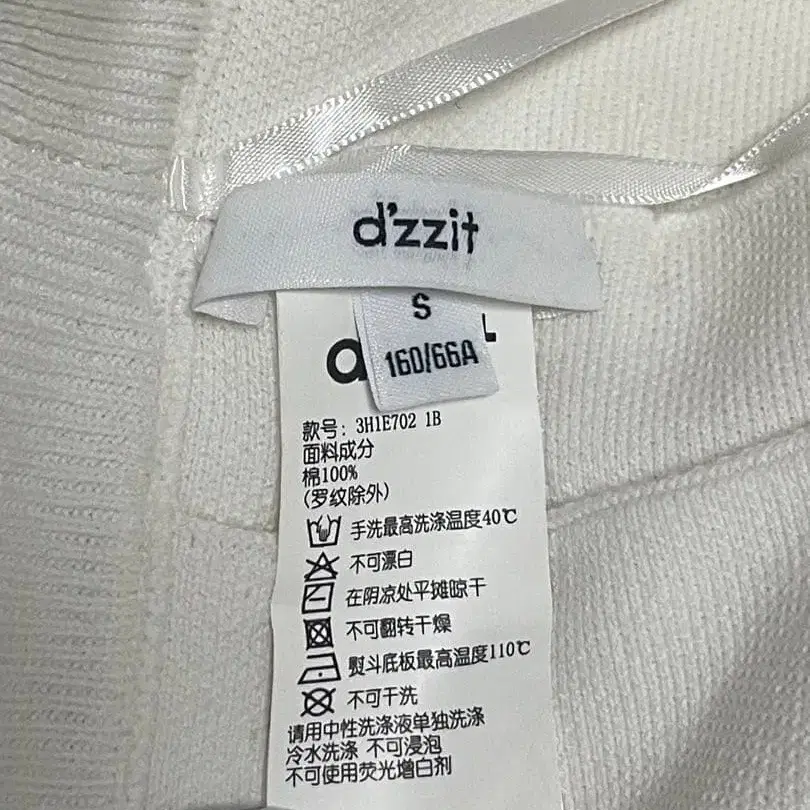 d'zzit
S
160/66A
款号: 3H1E702 1B
面料成分
棉100%
(罗纹除外)
手洗最高洗涤温度40℃
不可漂白
在阴凉处平摊晾干
不可翻转干燥
熨斗底板最高温度110℃
不可干洗
请用中性洗涤液单独洗涤
冷水洗涤 不可浸泡
不可使用荧光增白剂